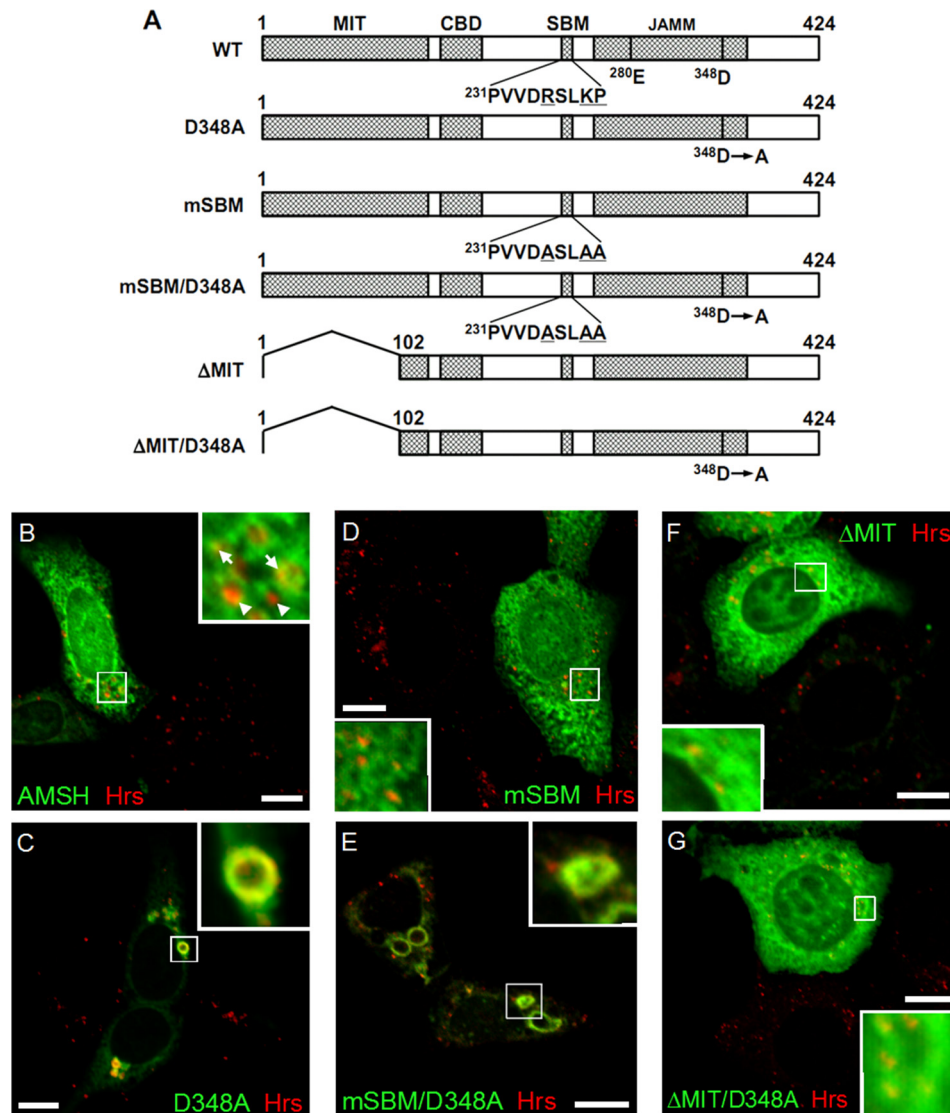 A
1 MIT CBD SBM JAMM 424
WT
280E 348D
231PVVDRSLKP
1 424
D348A
348D→A
1 424
mSBM
231PVVDASLAA
1 424
mSBM/D348A
348D→A
231PVVDASLAA
1 102 424
ΔMIT
1 102 424
ΔMIT/D348A
348D→A
B
AMSH Hrs
D
mSBM Hrs
F
ΔMIT Hrs
C
D348A Hrs
E
mSBM/D348A Hrs
G
ΔMIT/D348A Hrs